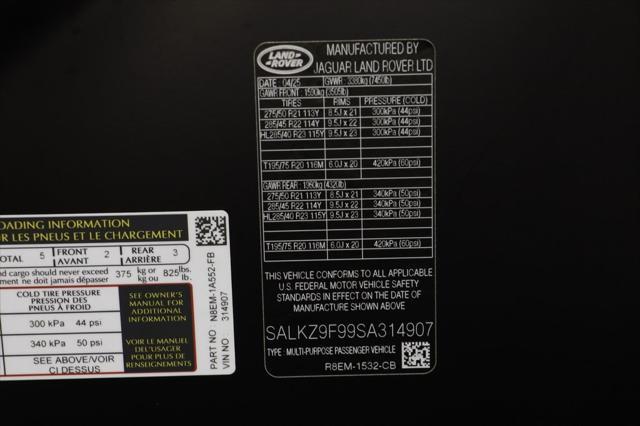 LAND-
ROVER
MANUFACTURED BY
JAGUAR LAND ROVER LTD
DATE: 04/25 GVWR: 3380kg (7450lb)
GAWR FRONT : 1590kg (3505lb)
TIRES RIMS PRESSURE (COLD)
275/50 R21 113Y 8.5J x 21 300kPa (44psi)
285/45 R22 114Y 9.5J x 22 300kPa (44psi)
HL285/40 R23 115Y 9.5J x 23 300kPa (44psi)
T195/75 R20 116M 6.0J x 20 420kPa (60psi)
GAWR REAR : 1960kg (4320lb)
275/50 R21 113Y 8.5J x 21 340kPa (50psi)
285/45 R22 114Y 9.5J x 22 340kPa (50psi)
HL285/40 R23 115Y 9.5J x 23 340kPa (50psi)
T195/75 R20 116M 6.0J x 20 420kPa (60psi)
THIS VEHICLE CONFORMS TO ALL APPLICABLE
U.S. FEDERAL MOTOR VEHICLE SAFETY
STANDARDS IN EFFECT ON THE DATE OF
MANUFACTURE SHOWN ABOVE
SALKZ9F99SA314907
TYPE : MULTI-PURPOSE PASSENGER VEHICLE
R8EM-1532-CB
OADING INFORMATION
R LES PNEUS ET LE CHARGEMENT
OTAL 5 FRONT AVANT 2 REAR ARRIÈRE 3
nd cargo should never exceed 375 kg or 825 lbs.
ment ne doit jamais dépasser kg ou lb.
COLD TIRE PRESSURE
PRESSION DES
PNEUS À FROID
300 kPa 44 psi
340 kPa 50 psi
SEE ABOVE/VOIR
CI DESSUS
SEE OWNER'S
MANUAL FOR
ADDITIONAL
INFORMATION
VOIR LE MANUEL
DE L'USAGER
POUR PLUS DE
RENSEIGNEMENTS
PART NO : N8EM-1A552-FB
VIN NO : 314907